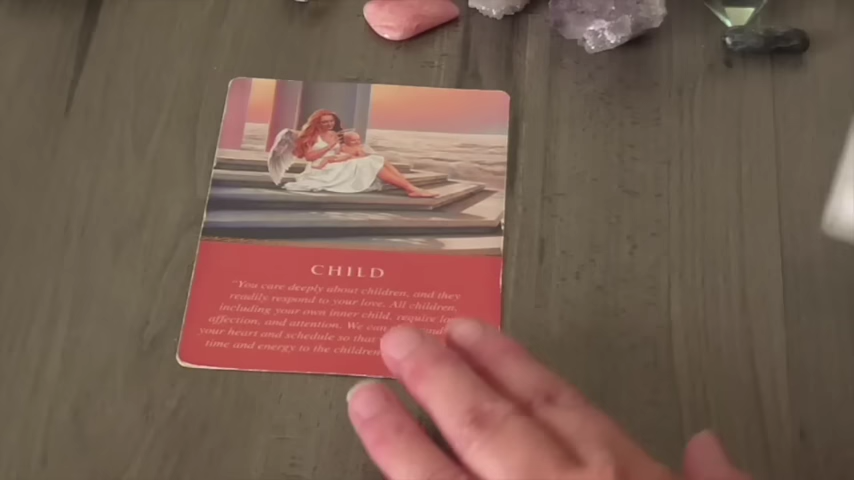 CHILD
"You care deeply about children, and they
readily respond to your love. All children,
including your own inner child, require
affection, and attention. We can
your heart and schedule so that
time and energy to the children